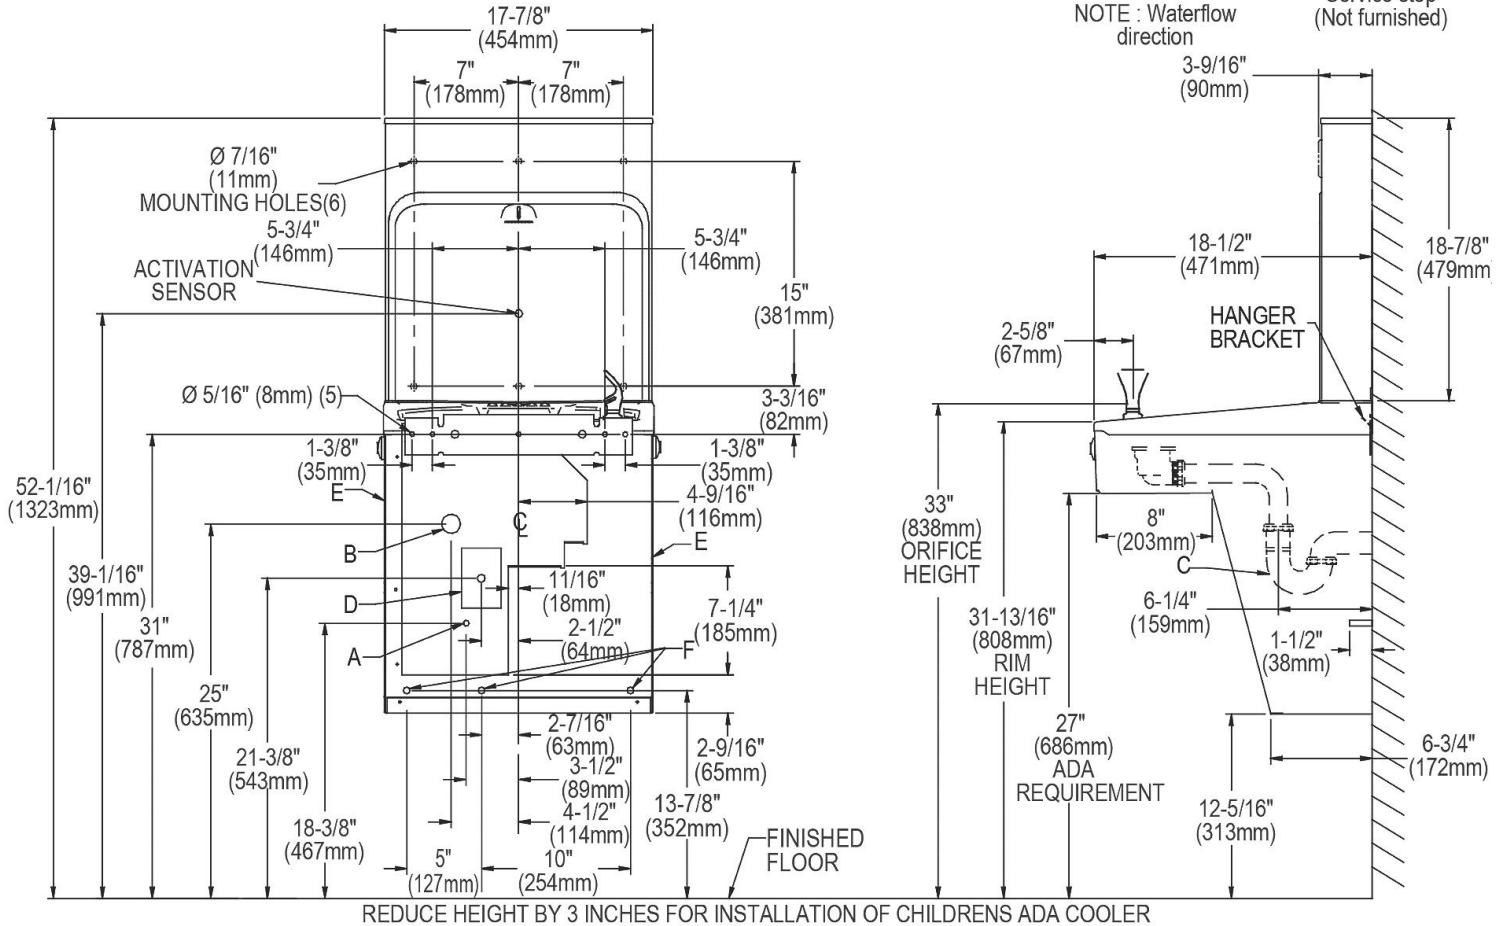 17-7/8"
(454mm)
7"
(178mm)
7"
(178mm)
Ø 7/16"
(11mm)
MOUNTING HOLES(6)
5-3/4"
(146mm)
5-3/4"
(146mm)
ACTIVATION
SENSOR
15"
(381mm)
Ø 5/16" (8mm) (5)
3-3/16"
(82mm)
1-3/8"
(35mm)
1-3/8"
(35mm)
52-1/16"
(1323mm)
E
4-9/16"
(116mm)
C
B
E
39-1/16"
(991mm)
11/16"
(18mm)
D
7-1/4"
(185mm)
31"
(787mm)
2-1/2"
(64mm)
A
F
25"
(635mm)
2-7/16"
(63mm)
2-9/16"
(65mm)
21-3/8"
(543mm)
3-1/2"
(89mm)
13-7/8"
(352mm)
4-1/2"
(114mm)
18-3/8"
(467mm)
5"
(127mm)
10"
(254mm)
FINISHED
FLOOR
NOTE : Waterflow
direction
Service stop
(Not furnished)
3-9/16"
(90mm)
18-1/2"
(471mm)
18-7/8"
(479mm)
HANGER
BRACKET
2-5/8"
(67mm)
33"
(838mm)
ORIFICE
HEIGHT
8"
(203mm)
C
6-1/4"
(159mm)
31-13/16"
(808mm)
RIM
HEIGHT
1-1/2"
(38mm)
27"
(686mm)
ADA
REQUIREMENT
6-3/4"
(172mm)
12-5/16"
(313mm)
REDUCE HEIGHT BY 3 INCHES FOR INSTALLATION OF CHILDRENS ADA COOLER